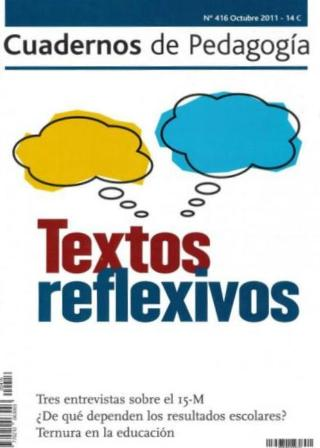 Nº 416 Octubre 2011 - 14 €
Cuadernos de Pedagogía
Textos
reflexivos
Tres entrevistas sobre el 15-M
¿De qué dependen los resultados escolares?
Ternura en la educación